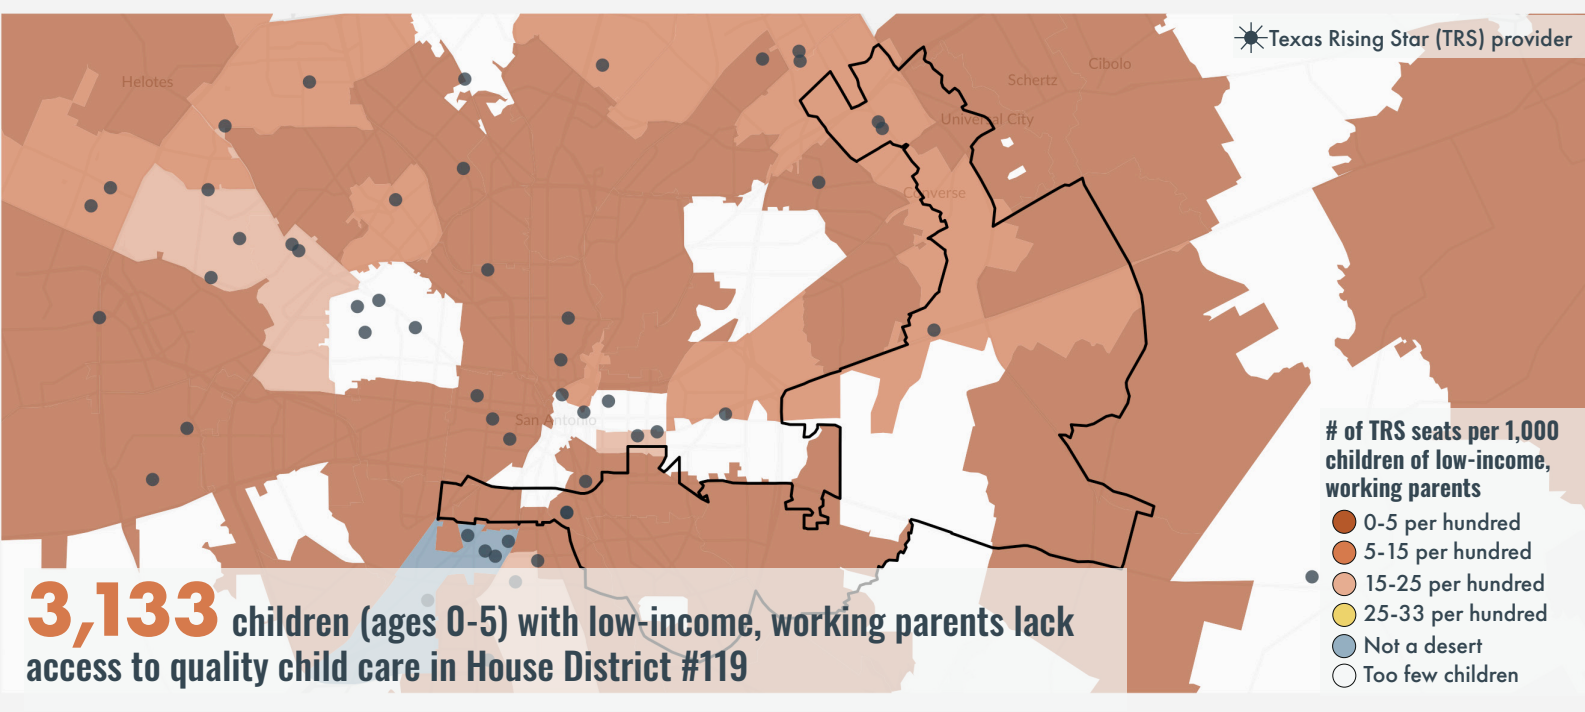 Texas Rising Star (TRS) provider
Helotes
Schertz
Cibolo
Universal City
Converse
San Antonio
# of TRS seats per 1,000
children of low-income,
working parents
0-5 per hundred
5-15 per hundred
15-25 per hundred
25-33 per hundred
Not a desert
Too few children
3,133 children (ages 0-5) with low-income, working parents lack
access to quality child care in House District #119